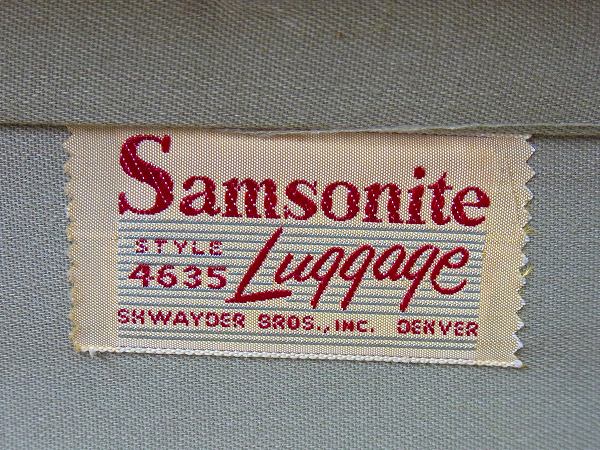 Samsonite
STYLE
4635 Luggage
SHWAYDER BROS., INC. DENVER